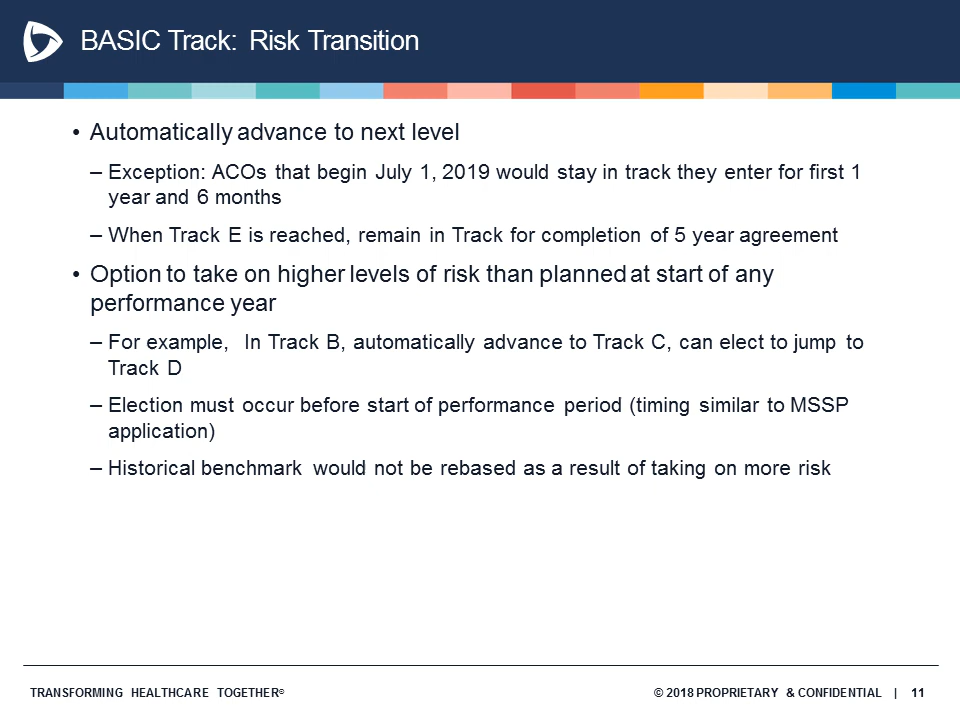 BASIC Track: Risk Transition
• Automatically advance to next level
– Exception: ACOs that begin July 1, 2019 would stay in track they enter for first 1
year and 6 months
– When Track E is reached, remain in Track for completion of 5 year agreement
• Option to take on higher levels of risk than planned at start of any
performance year
– For example, In Track B, automatically advance to Track C, can elect to jump to
Track D
– Election must occur before start of performance period (timing similar to MSSP
application)
– Historical benchmark would not be rebased as a result of taking on more risk
TRANSFORMING HEALTHCARE TOGETHER® © 2018 PROPRIETARY & CONFIDENTIAL | 11